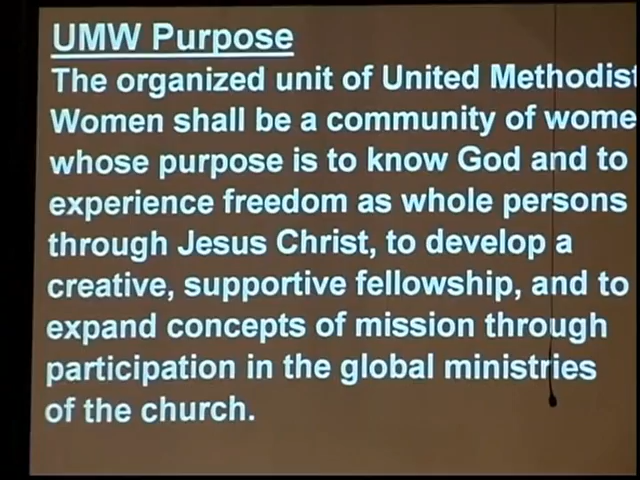 UMW Purpose
The organized unit of United Methodist
Women shall be a community of wome
whose purpose is to know God and to
experience freedom as whole persons
through Jesus Christ, to develop a
creative, supportive fellowship, and to
expand concepts of mission through
participation in the global ministries
of the church.